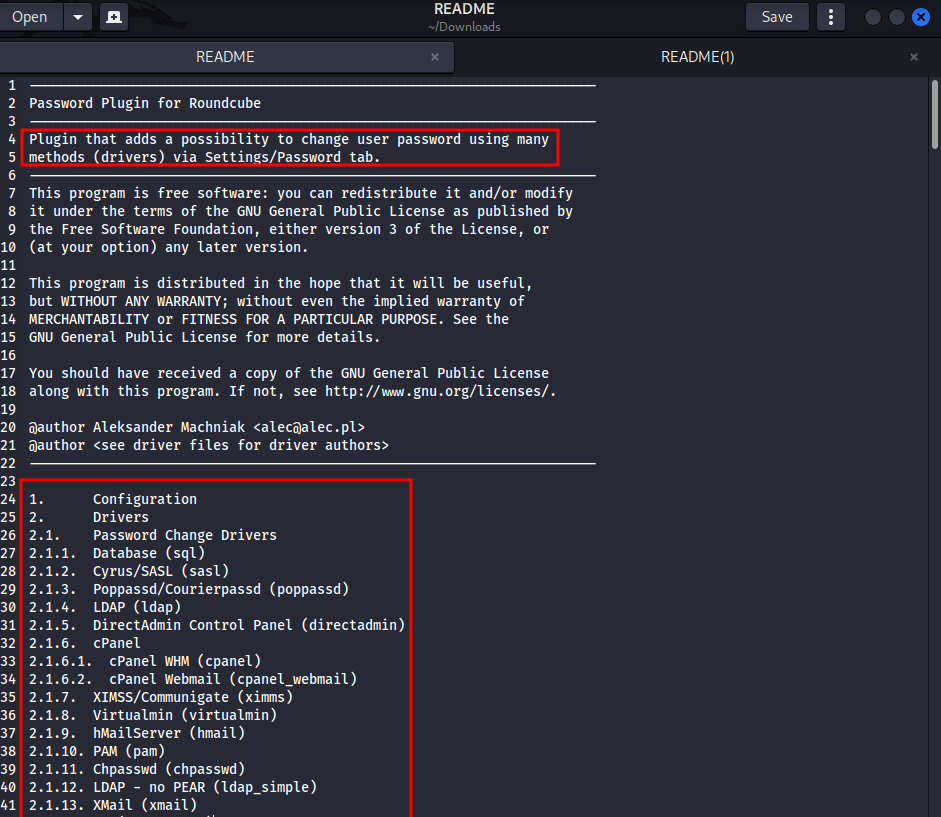 Open
README
~/Downloads
Save
README
README(1)
1 ----------------------------------------------------------------------
2 Password Plugin for Roundcube
3 ----------------------------------------------------------------------
4 Plugin that adds a possibility to change user password using many
5 methods (drivers) via Settings/Password tab.
6 ----------------------------------------------------------------------
7 This program is free software: you can redistribute it and/or modify
8 it under the terms of the GNU General Public License as published by
9 the Free Software Foundation, either version 3 of the License, or
10 (at your option) any later version.
11
12 This program is distributed in the hope that it will be useful,
13 but WITHOUT ANY WARRANTY; without even the implied warranty of
14 MERCHANTABILITY or FITNESS FOR A PARTICULAR PURPOSE. See the
15 GNU General Public License for more details.
16
17 You should have received a copy of the GNU General Public License
18 along with this program. If not, see http://www.gnu.org/licenses/.
19
20 @author Aleksander Machniak <alec@alec.pl>
21 @author <see driver files for driver authors>
22 ----------------------------------------------------------------------
23
24 1. Configuration
25 2. Drivers
26 2.1. Password Change Drivers
27 2.1.1. Database (sql)
28 2.1.2. Cyrus/SASL (sasl)
29 2.1.3. Poppassd/Courierpassd (poppassd)
30 2.1.4. LDAP (ldap)
31 2.1.5. DirectAdmin Control Panel (directadmin)
32 2.1.6. cPanel
33 2.1.6.1. cPanel WHM (cpanel)
34 2.1.6.2. cPanel Webmail (cpanel_webmail)
35 2.1.7. XIMSS/Communigate (ximms)
36 2.1.8. Virtualmin (virtualmin)
37 2.1.9. hMailServer (hmail)
38 2.1.10. PAM (pam)
39 2.1.11. Chpasswd (chpasswd)
40 2.1.12. LDAP - no PEAR (ldap_simple)
41 2.1.13. XMail (xmail)